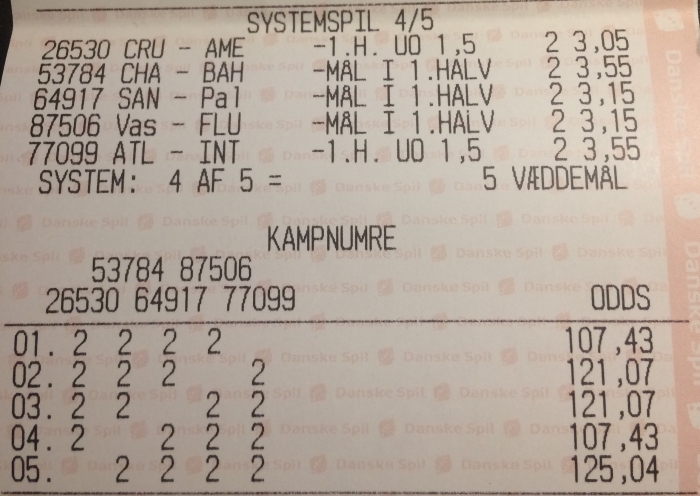 SYSTEMSPIL 4/5
26530 CRU - AME -1.H. UO 1,5 2 3,05
53784 CHA - BAH -MÅL I 1.HALV 2 3,55
64917 SAN - Pal -MÅL I 1.HALV 2 3,15
87506 Vas - FLU -MÅL I 1.HALV 2 3,15
77099 ATL - INT -1.H. UO 1,5 2 3,55
SYSTEM: 4 AF 5 = 5 VÆDDEMÅL
KAMPNUMRE
53784 87506
26530 64917 77099 ODDS
01. 2 2 2 2 107,43
02. 2 2 2 2 121,07
03. 2 2 2 2 121,07
04. 2 2 2 2 107,43
05. 2 2 2 2 125,04